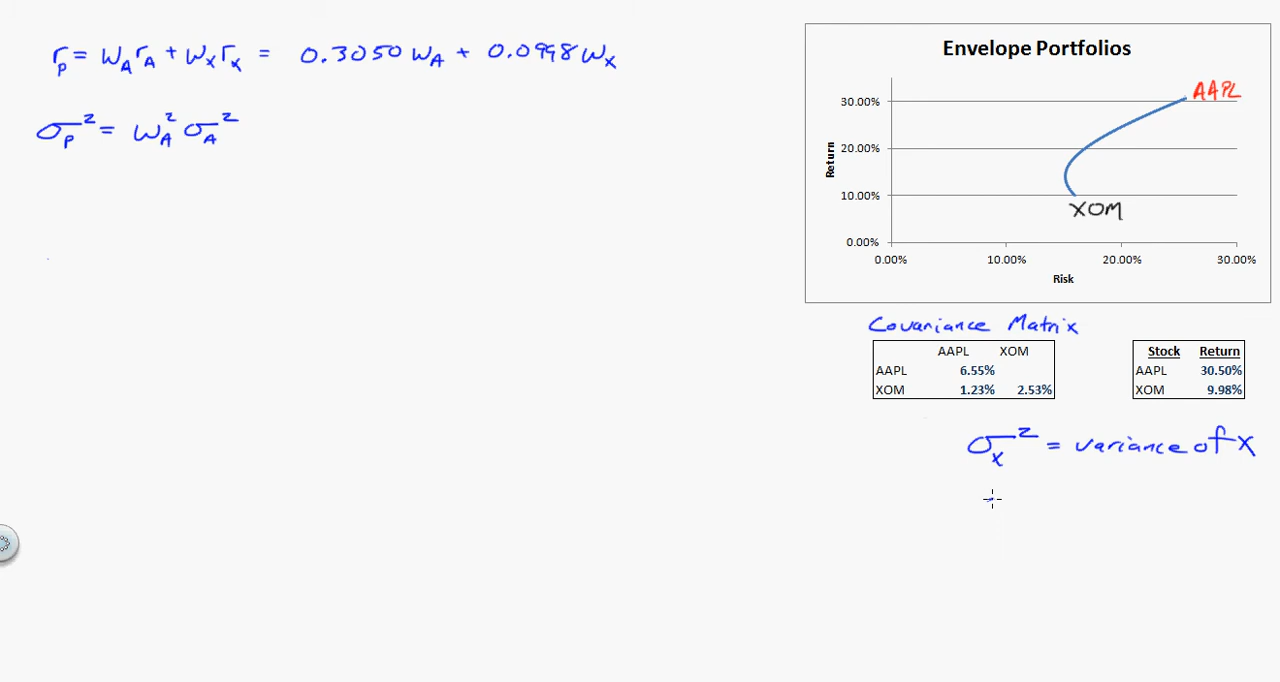 r_p = W_A r_A + W_X r_X = 0.3050 W_A + 0.0998 W_X
σ_P² = W_A² σ_A²
Envelope Portfolios
Return
30.00%
20.00%
10.00%
0.00%
AAPL
XOM
0.00% 10.00% 20.00% 30.00%
Risk
Covariance Matrix
AAPL XOM
AAPL 6.55%
XOM 1.23% 2.53%
Stock Return
AAPL 30.50%
XOM 9.98%
σ_X² = variance of X